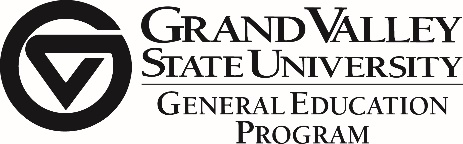 GRAND VALLEY
STATE UNIVERSITY
GENERAL EDUCATION
PROGRAM